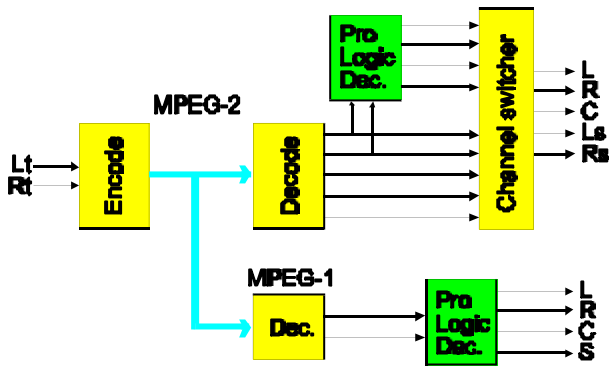 MPEG-2
Lt
Rt
Encode
Decode
Pro
Logic
Dec.
Channel switcher
L
R
C
Ls
Rs
MPEG-1
Dec.
Pro
Logic
Dec.
L
R
C
S